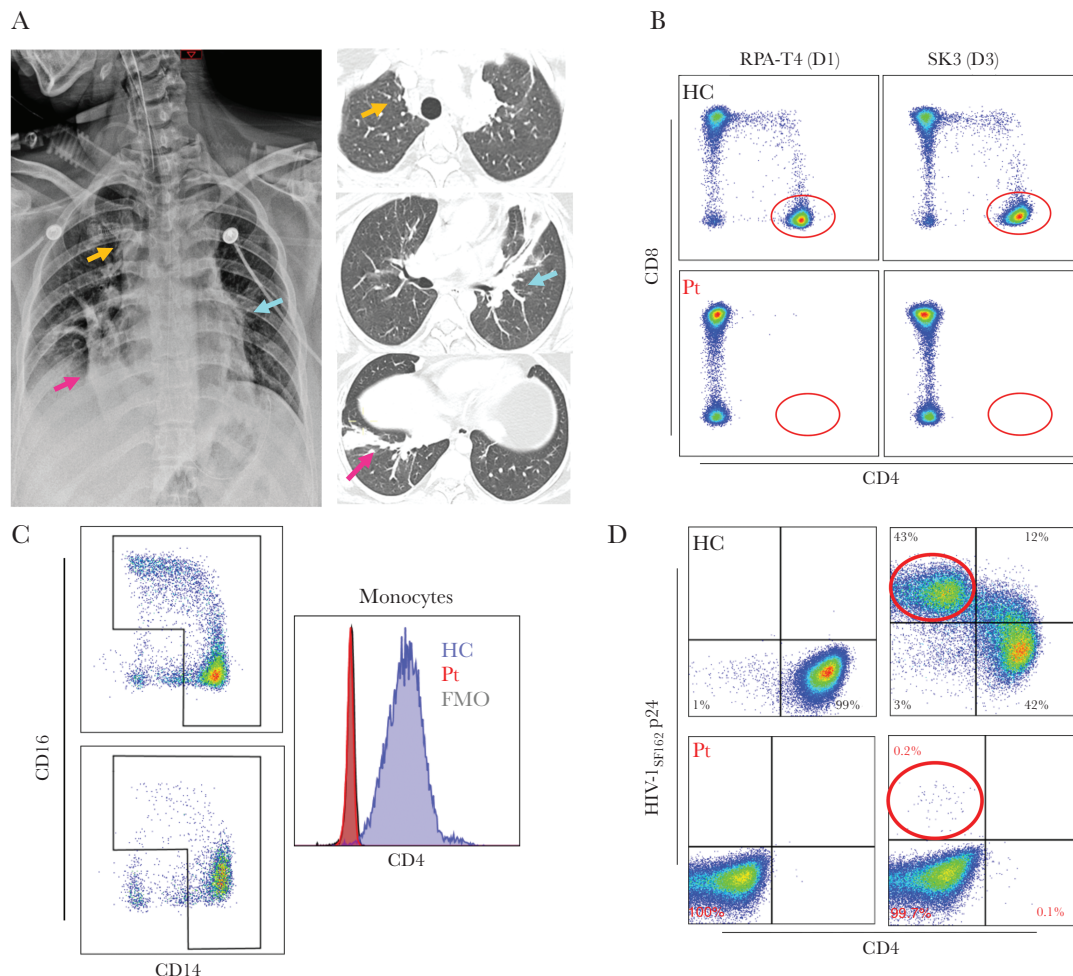 A
B
RPA-T4 (D1)
SK3 (D3)
HC
Pt
CD8
CD4
C
Monocytes
HC
Pt
FMO
CD16
CD4
CD14
D
HC
43%
12%
1%
99%
3%
42%
Pt
0.2%
100%
99.7%
0.1%
HIV-1SF162 p24
CD4